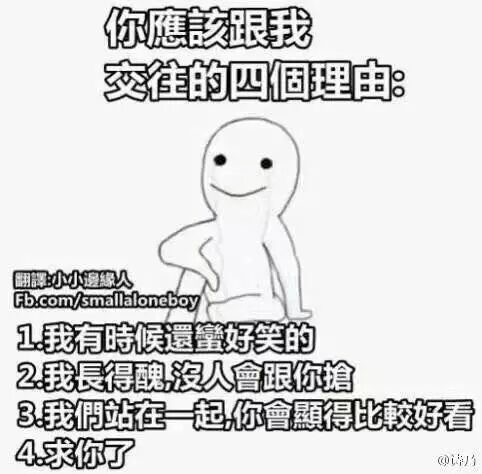 你應該跟我
交往的四個理由:
翻譯:小小邊緣人
Fb.com/smallaloneboy
1.我有時候還蠻好笑的
2.我長得醜,沒人會跟你搶
3.我們站在一起,你會顯得比較好看
4.求你了